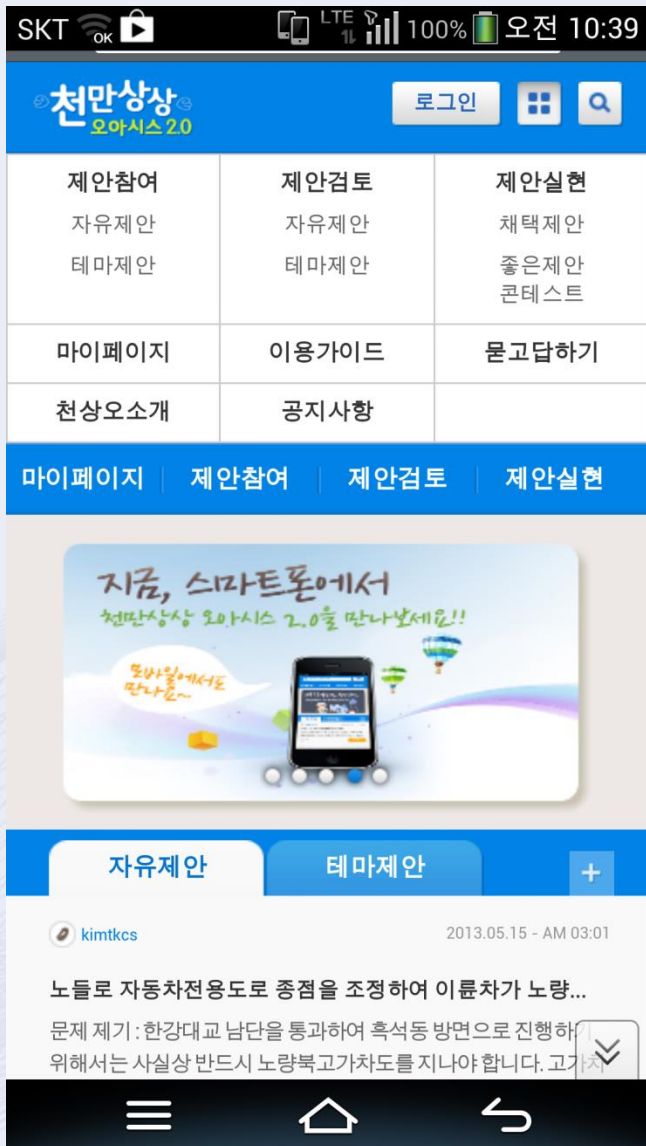 SKT OK LTE 100% 오전 10:39
천만상상
오아시스 2.0
로그인
제안참여 제안검토 제안실현
자유제안 자유제안 채택제안
테마제안 테마제안 좋은제안
콘테스트
마이페이지 이용가이드 묻고답하기
천상오소개 공지사항
마이페이지 제안참여 제안검토 제안실현
지금, 스마트폰에서
천만상상 오아시스 2.0을 만나보세요!!
모바일에서도
만나요~
자유제안 테마제안 +
kimtkcs 2013.05.15 - AM 03:01
노들로 자동차전용도로 종점을 조정하여 이륜차가 노량...
문제 제기 : 한강대교 남단을 통과하여 흑석동 방면으로 진행하기
위해서는 사실상 반드시 노량북고가차도를 지나야 합니다. 고가차